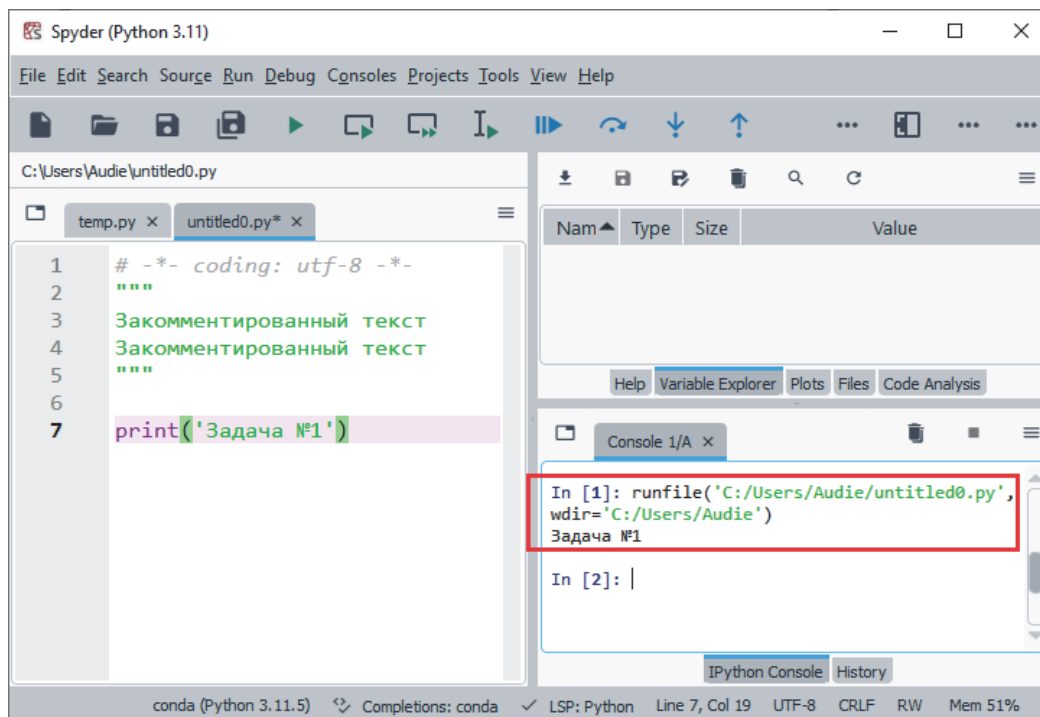 Spyder (Python 3.11)
File Edit Search Source Run Debug Consoles Projects Tools View Help
C:\Users\Audie\untitled0.py
temp.py
untitled0.py*
1 # -*- coding: utf-8 -*-
2 """
3 Закомментированный текст
4 Закомментированный текст
5 """
6
7 print('Задача №1')
Nam Type Size Value
Help Variable Explorer Plots Files Code Analysis
Console 1/A
In [1]: runfile('C:/Users/Audie/untitled0.py',
wdir='C:/Users/Audie')
Задача №1
In [2]:
IPython Console History
conda (Python 3.11.5) Completions: conda LSP: Python Line 7, Col 19 UTF-8 CRLF RW Mem 51%